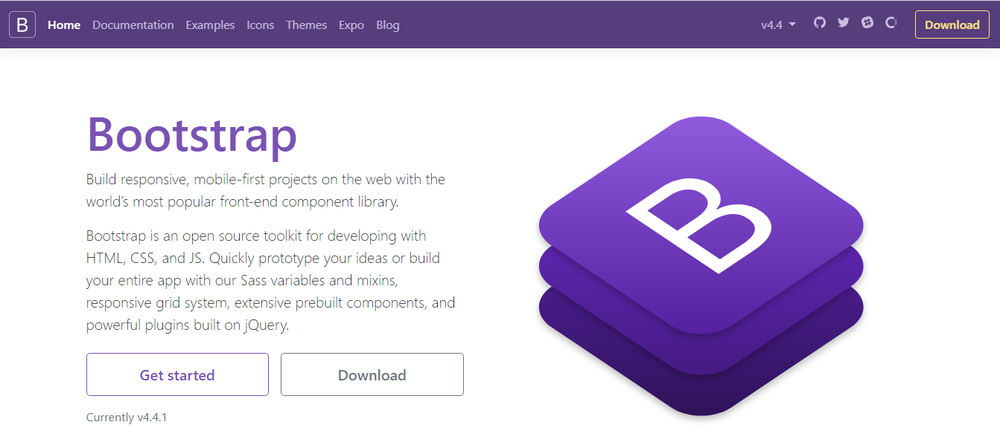 B Home Documentation Examples Icons Themes Expo Blog v4.4 Download
Bootstrap
Build responsive, mobile-first projects on the web with the
world’s most popular front-end component library.
Bootstrap is an open source toolkit for developing with
HTML, CSS, and JS. Quickly prototype your ideas or build
your entire app with our Sass variables and mixins,
responsive grid system, extensive prebuilt components, and
powerful plugins built on jQuery.
Get started Download
Currently v4.4.1
B